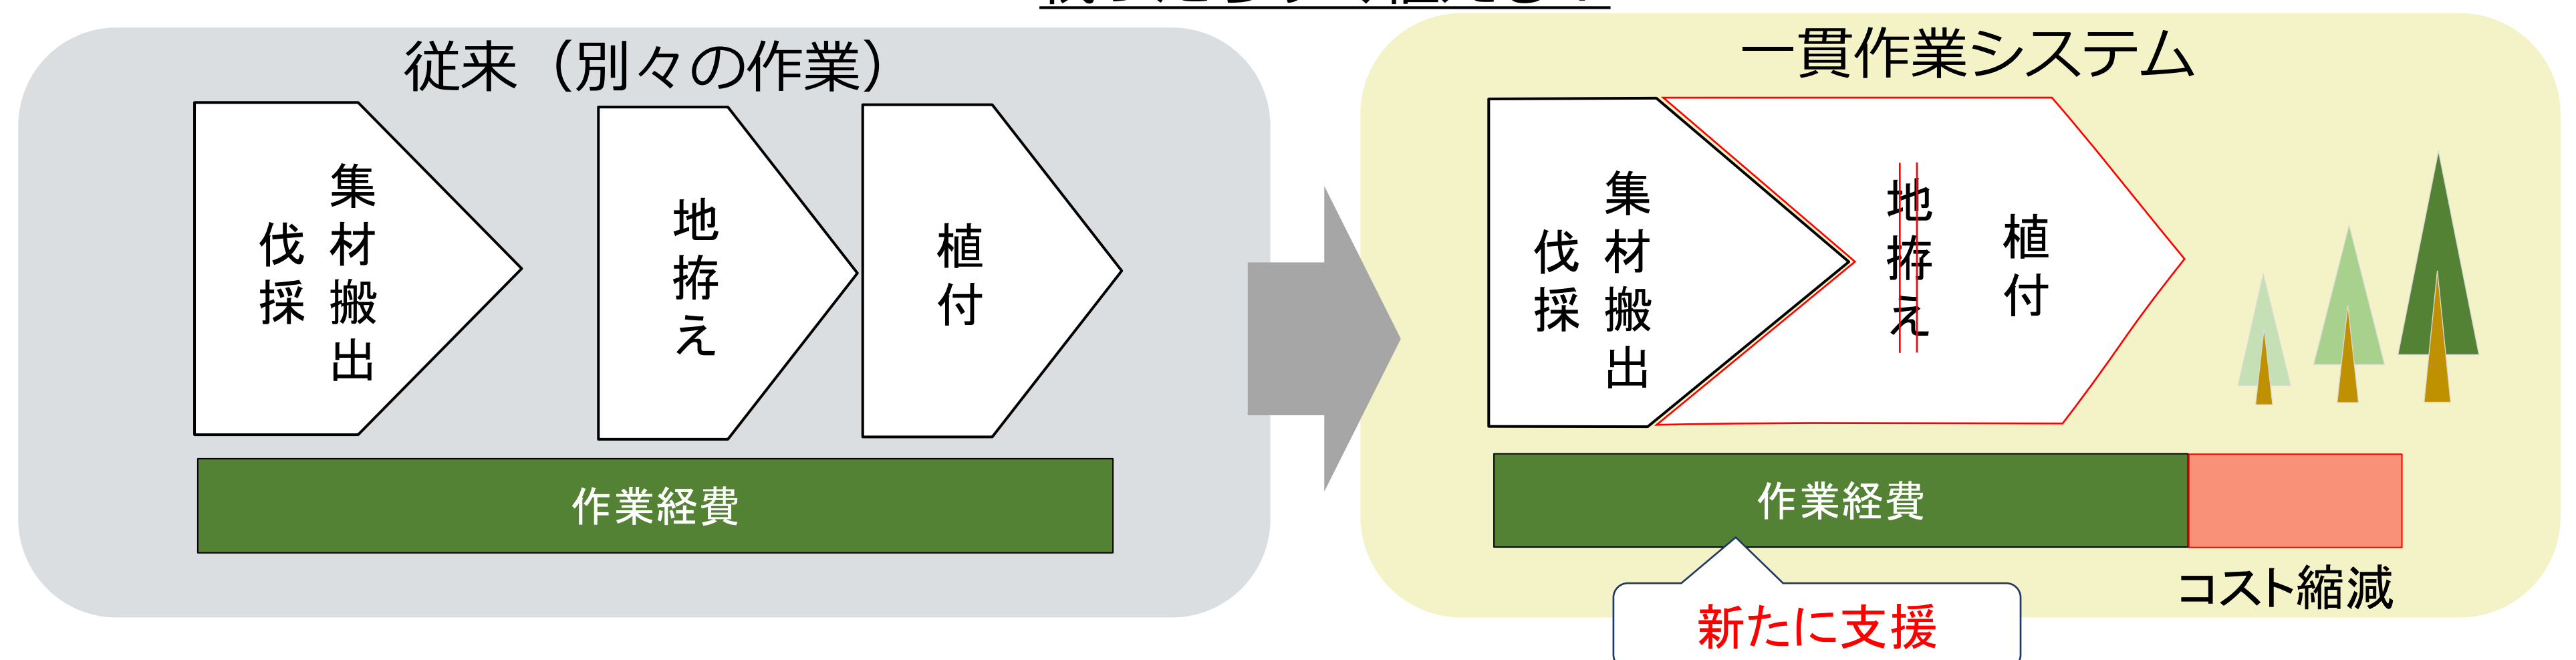 従来（別々の作業）
伐採
集材搬出
地拵え
植付
作業経費
一貫作業システム
伐採
集材搬出
地拵え
植付
作業経費
コスト縮減
新たに支援